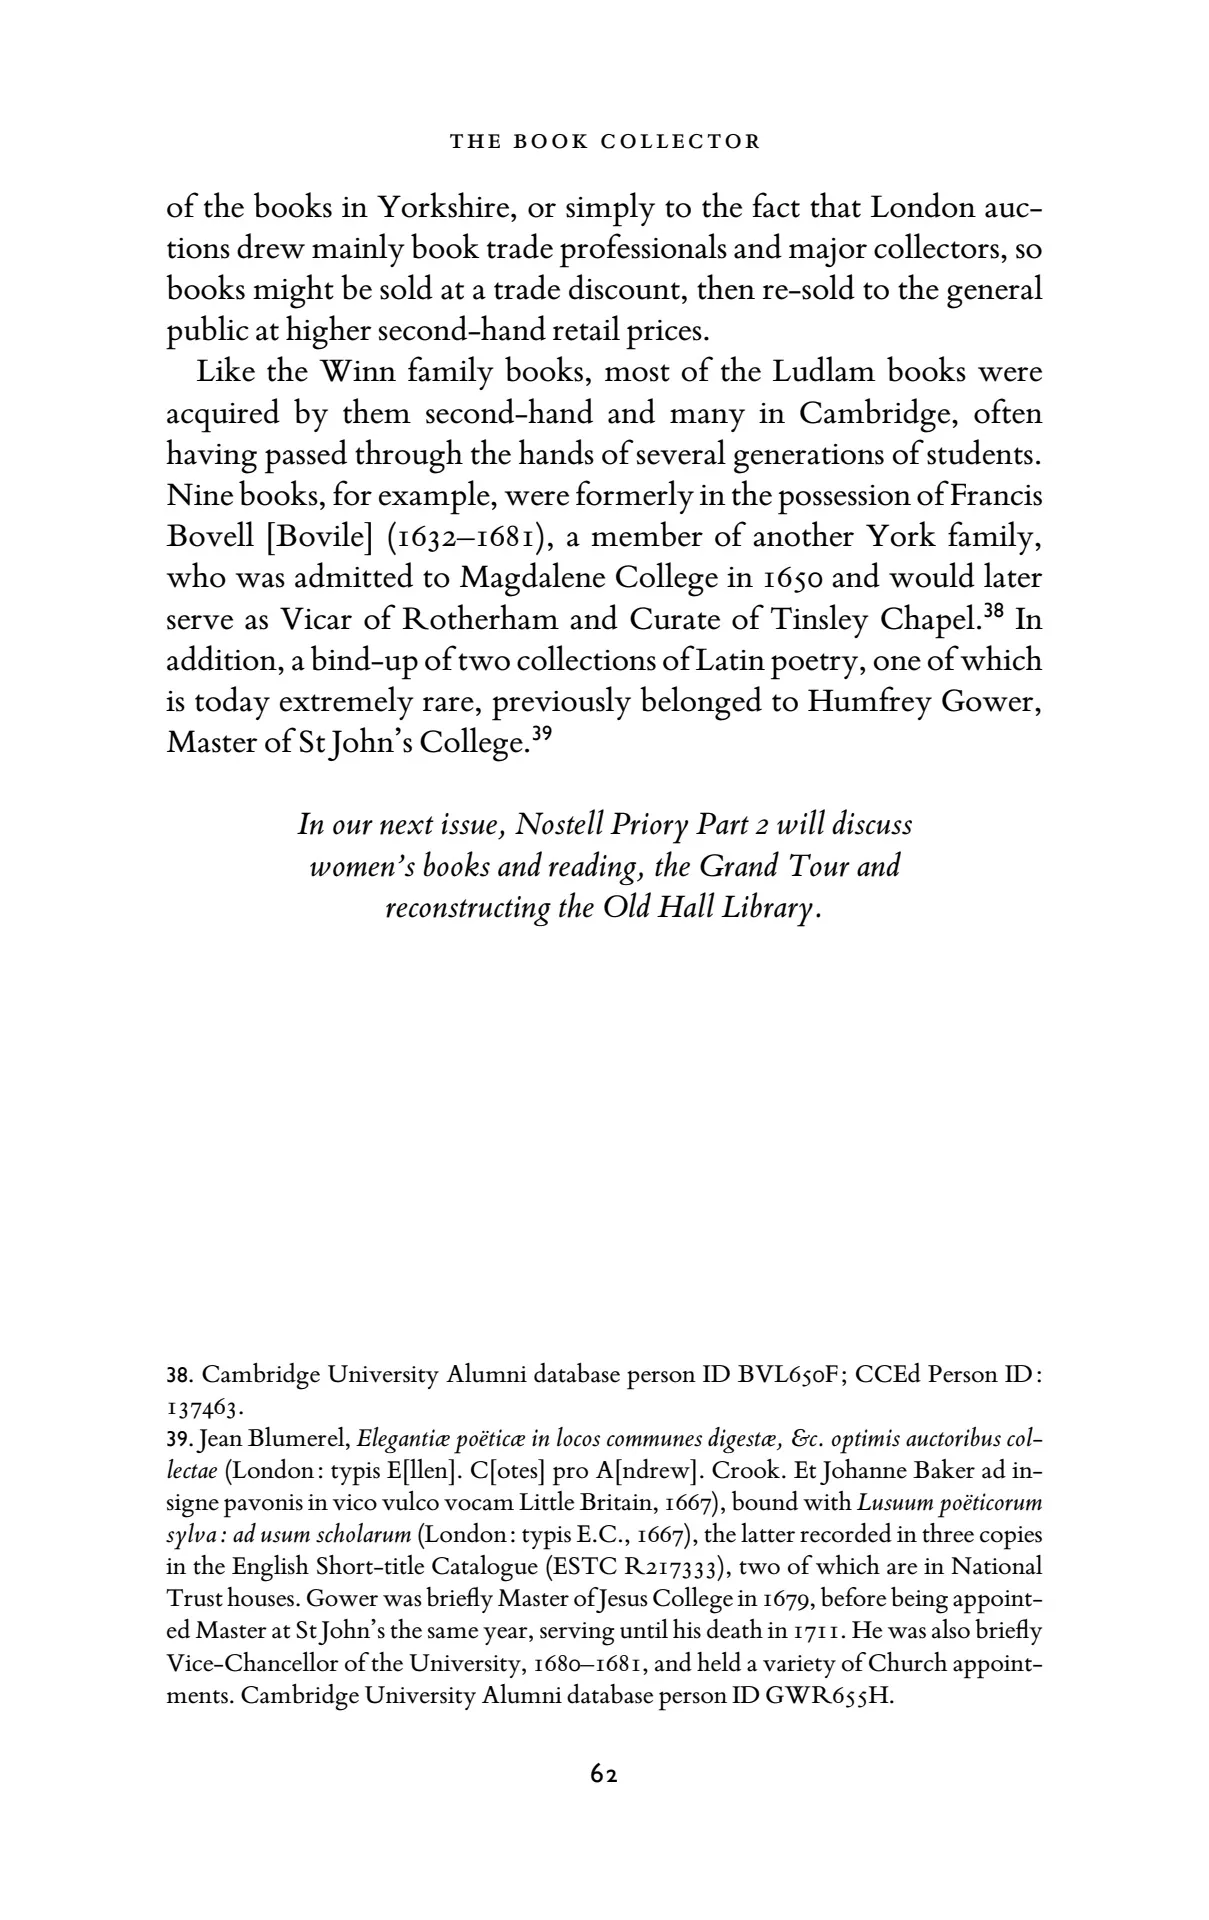 THE BOOK COLLECTOR
of the books in Yorkshire, or simply to the fact that London auc-
tions drew mainly book trade professionals and major collectors, so
books might be sold at a trade discount, then re-sold to the general
public at higher second-hand retail prices.
Like the Winn family books, most of the Ludlam books were
acquired by them second-hand and many in Cambridge, often
having passed through the hands of several generations of students.
Nine books, for example, were formerly in the possession of Francis
Bovell [Bovile] (1632–1681), a member of another York family,
who was admitted to Magdalene College in 1650 and would later
serve as Vicar of Rotherham and Curate of Tinsley Chapel.38 In
addition, a bind-up of two collections of Latin poetry, one of which
is today extremely rare, previously belonged to Humfrey Gower,
Master of St John’s College.39
In our next issue, Nostell Priory Part 2 will discuss
women’s books and reading, the Grand Tour and
reconstructing the Old Hall Library.
38. Cambridge University Alumni database person ID BVL650F; CCEd Person ID:
137463.
39. Jean Blumerel, Elegantiæ poëticæ in locos communes digestæ, &c. optimis auctoribus col-
lectae (London: typis E[llen]. C[otes] pro A[ndrew]. Crook. Et Johanne Baker ad in-
signe pavonis in vico vulco vocam Little Britain, 1667), bound with Lusuum poëticorum
sylva: ad usum scholarum (London: typis E.C., 1667), the latter recorded in three copies
in the English Short-title Catalogue (ESTC R217333), two of which are in National
Trust houses. Gower was briefly Master of Jesus College in 1679, before being appoint-
ed Master at St John’s the same year, serving until his death in 1711. He was also briefly
Vice-Chancellor of the University, 1680–1681, and held a variety of Church appoint-
ments. Cambridge University Alumni database person ID GWR655H.
62